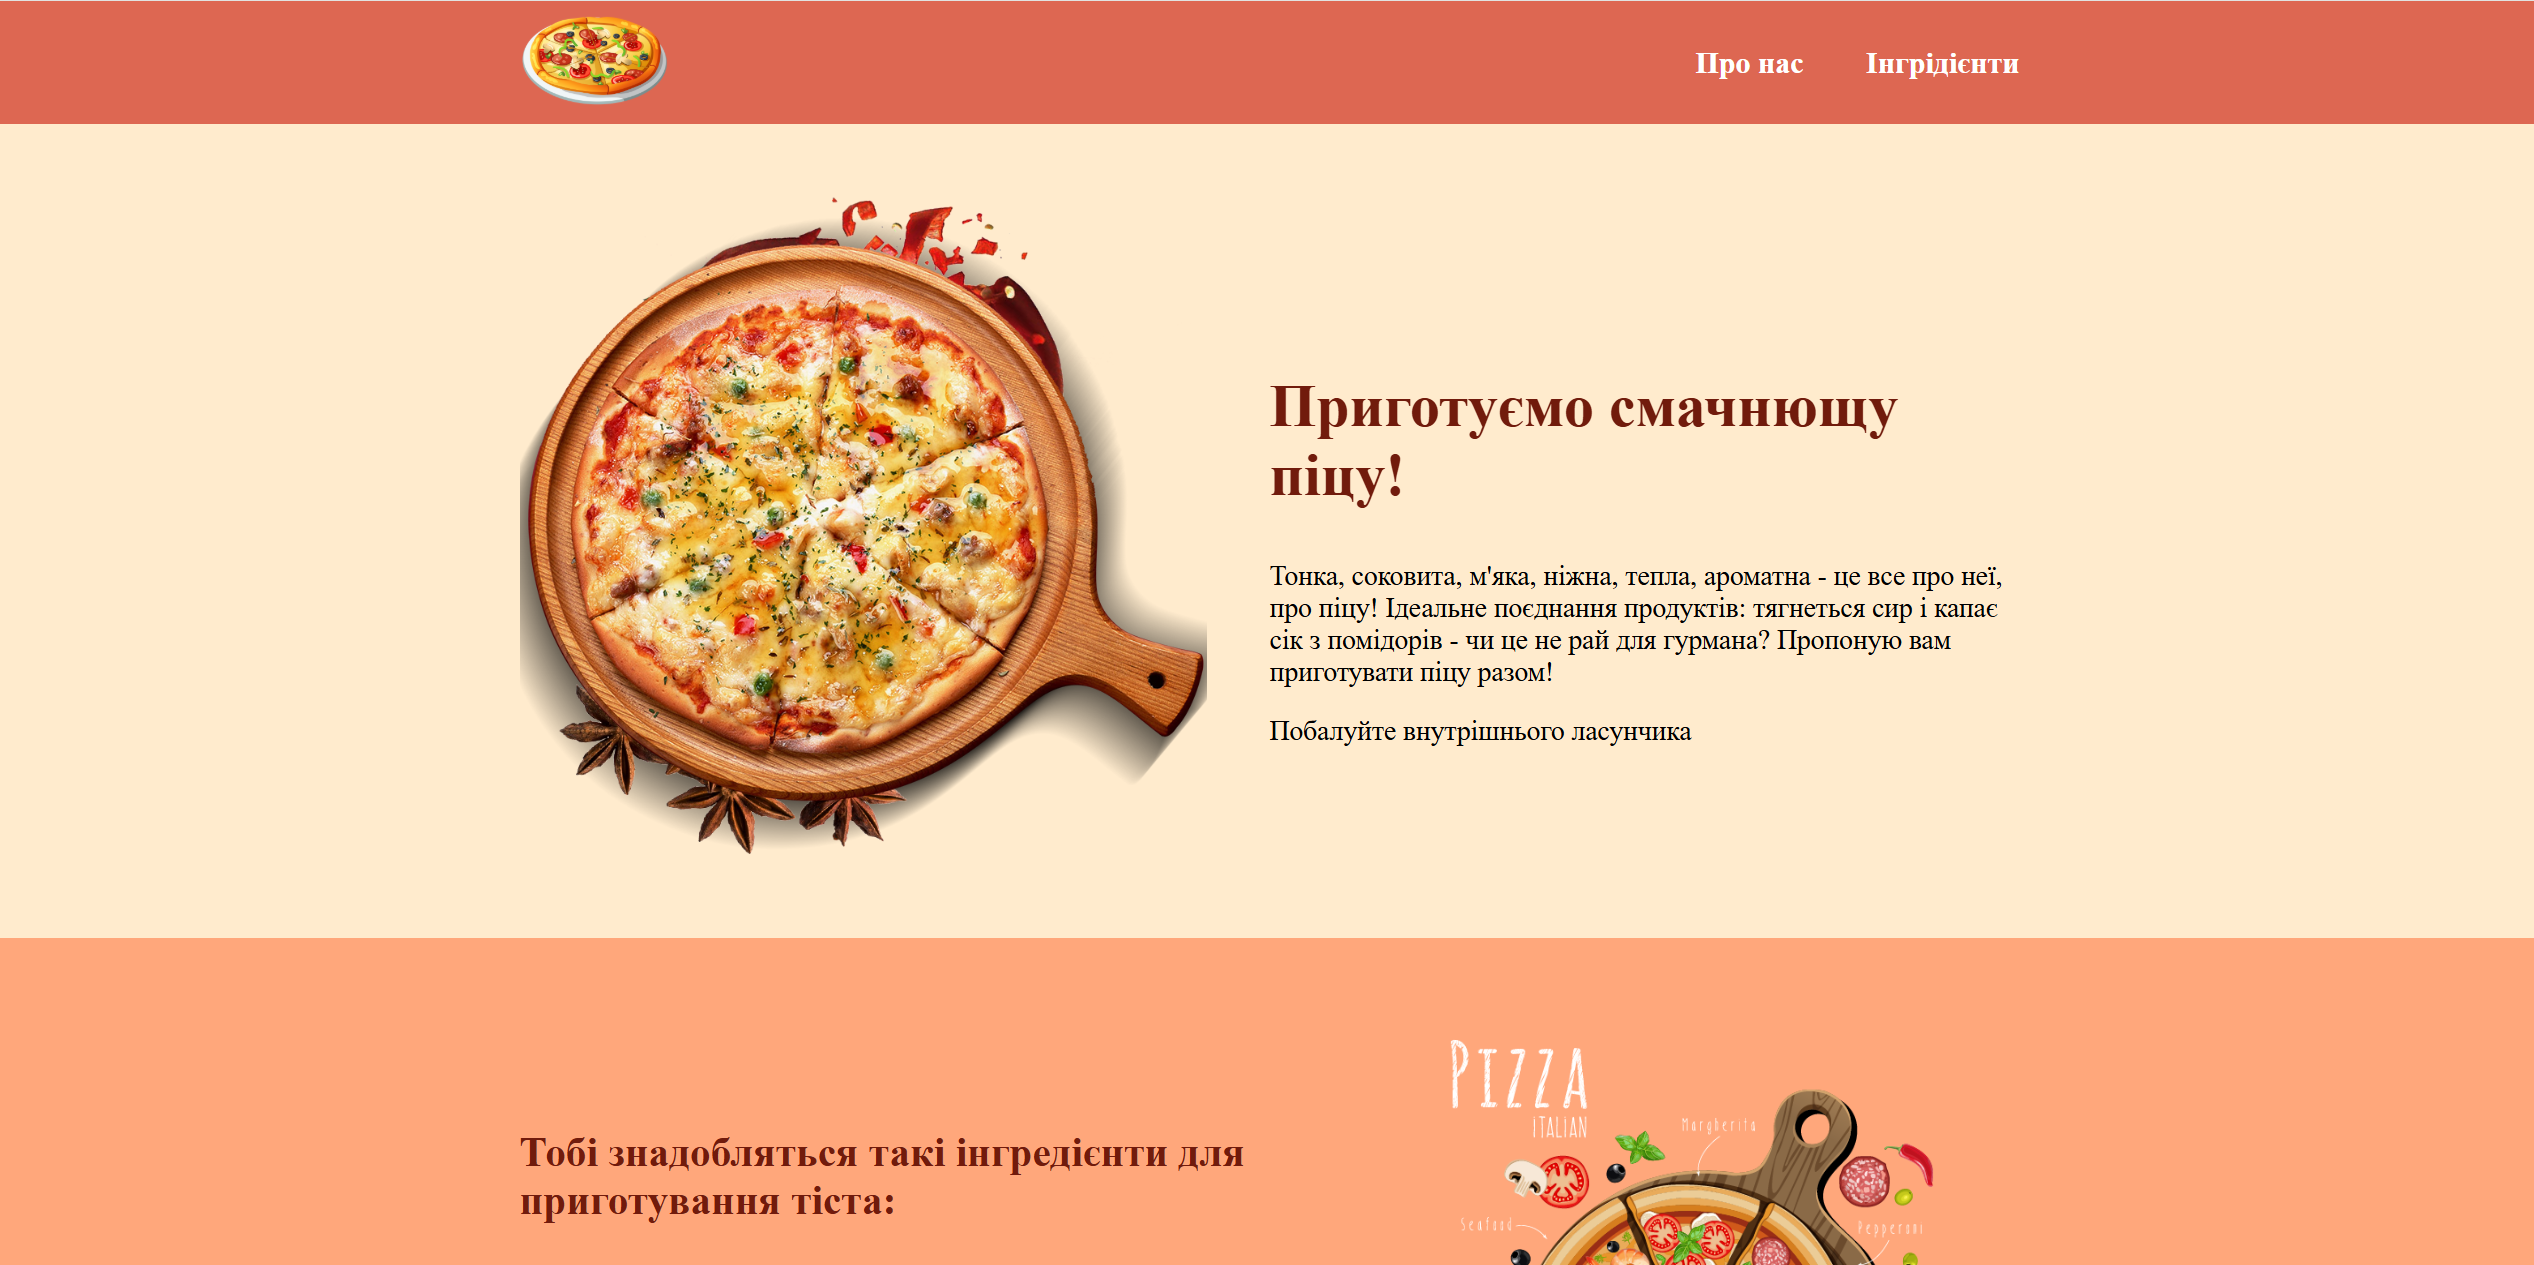 Про нас
Інгрідієнти
Приготуємо смачнющу
піцу!
Тонка, соковита, м'яка, ніжна, тепла, ароматна - це все про неї,
про піцу! Ідеальне поєднання продуктів: тягнеться сир і капає
сік з помідорів - чи це не рай для гурмана? Пропоную вам
приготувати піцу разом!
Побалуйте внутрішнього ласунчика
Тобі знадобляться такі інгредієнти для
приготування тіста:
PIZZA
ITALIAN
Margherita
Seafood
Pepperoni